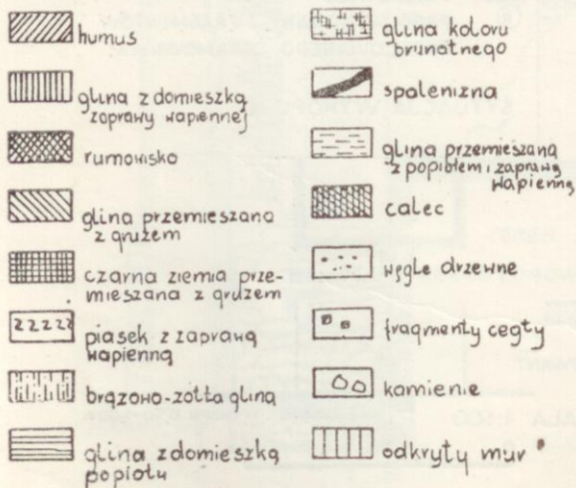 humus
glina z domieszką
zaprawy wapiennej
rumowisko
glina przemieszana
z gruzem
czarna ziemia prze-
mieszana z gruzem
piasek z zaprawą
wapienną
brązowo-żółta glina
glina z domieszką
popiołu
glina koloru
brunatnego
spalenizna
glina przemieszana
z popiołem i zaprawą
wapienną
calec
węgle drzewne
fragmenty cegły
kamienie
odkryty mur